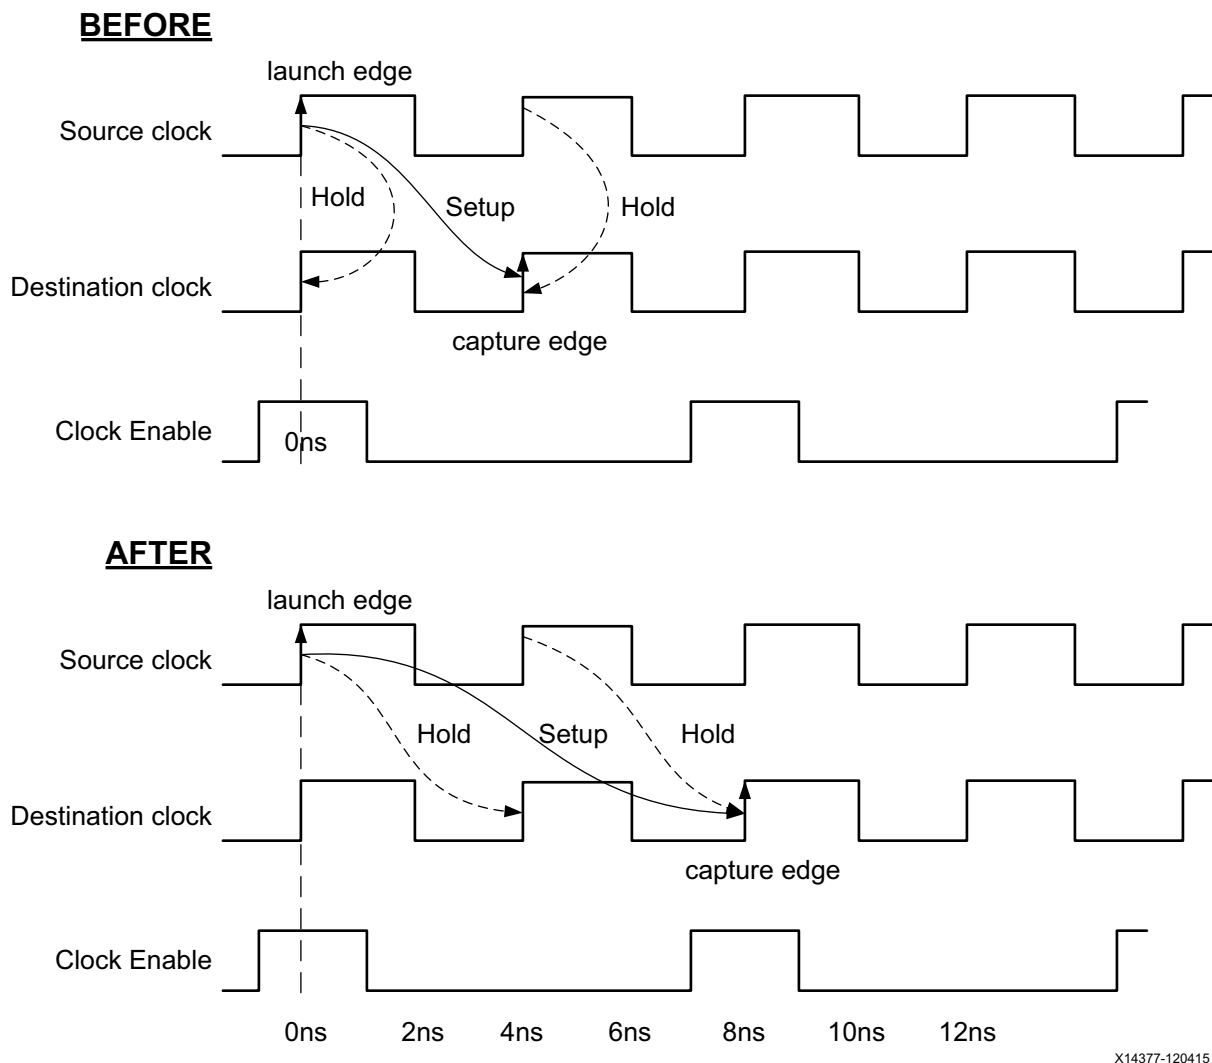 BEFORE
launch edge
Source clock
Hold
Setup
Hold
Destination clock
capture edge
Clock Enable
0ns
AFTER
launch edge
Source clock
Hold
Setup
Hold
Destination clock
capture edge
Clock Enable
0ns 2ns 4ns 6ns 8ns 10ns 12ns
X14377-120415